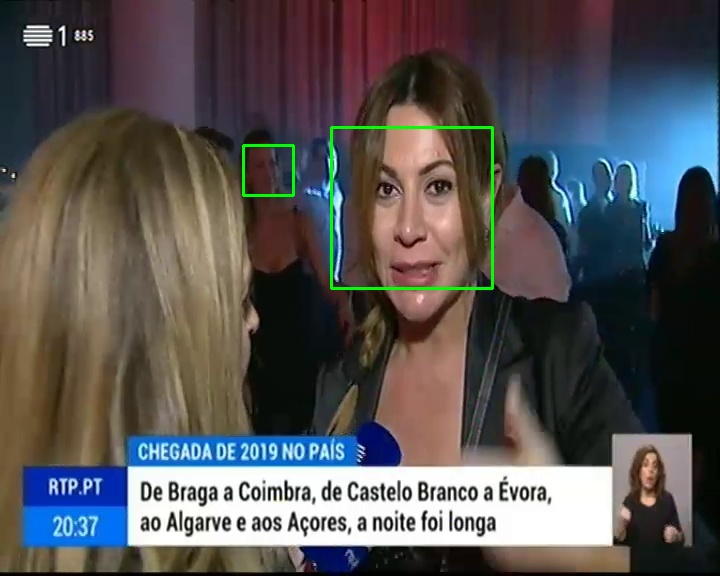 1 885
CHEGADA DE 2019 NO PAÍS
RTP.PT
De Braga a Coimbra, de Castelo Branco a Évora,
20:37
ao Algarve e aos Açores, a noite foi longa